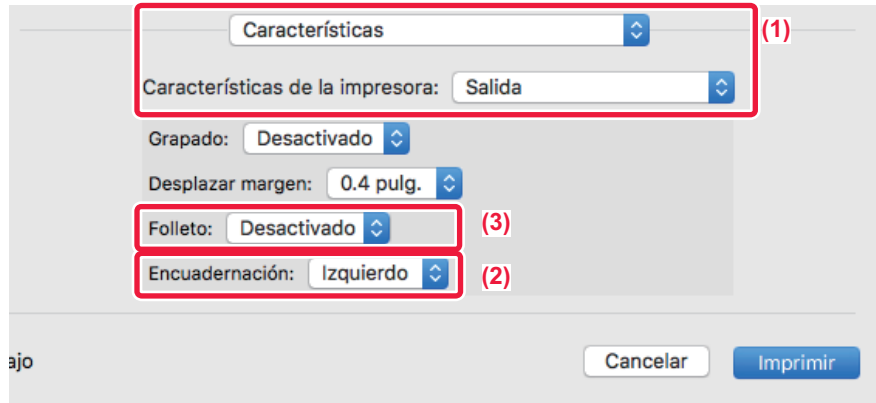 Características (1)
Características de la impresora: Salida
Grapado: Desactivado
Desplazar margen: 0.4 pulg.
Folleto: Desactivado (3)
Encuadernación: Izquierdo (2)
ajo Cancelar Imprimir